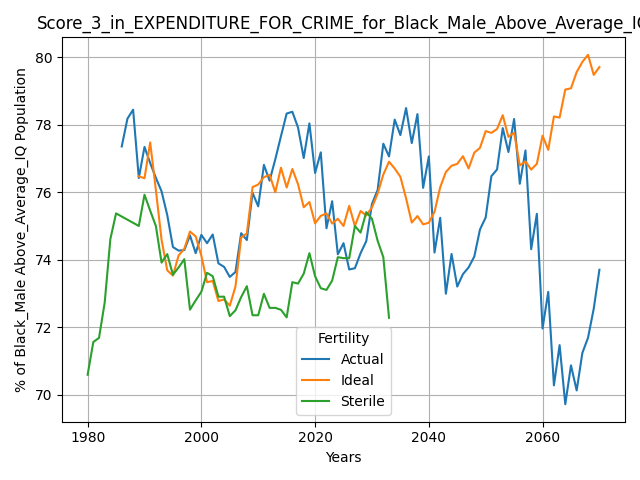 Score_3_in_EXPENDITURE_FOR_CRIME_for_Black_Male_Above_Average_IQ
% of Black_Male Above_Average_IQ Population
80
78
76
74
72
70
1980
2000
2020
2040
2060
Years
Fertility
Actual
Ideal
Sterile